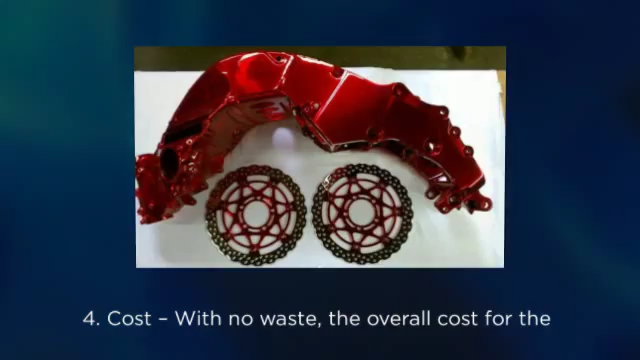 4. Cost – With no waste, the overall cost for the